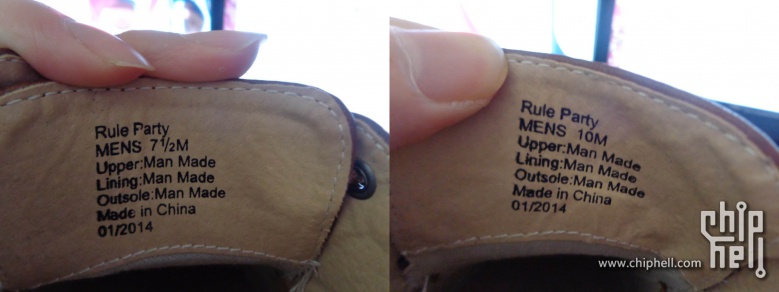 Rule Party
MENS 7 1/2M
Upper:Man Made
Lining:Man Made
Outsole:Man Made
Made in China
01/2014
Rule Party
MENS 10M
Upper:Man Made
Lining:Man Made
Outsole:Man Made
Made in China
01/2014
chip
hell
www.chiphell.com